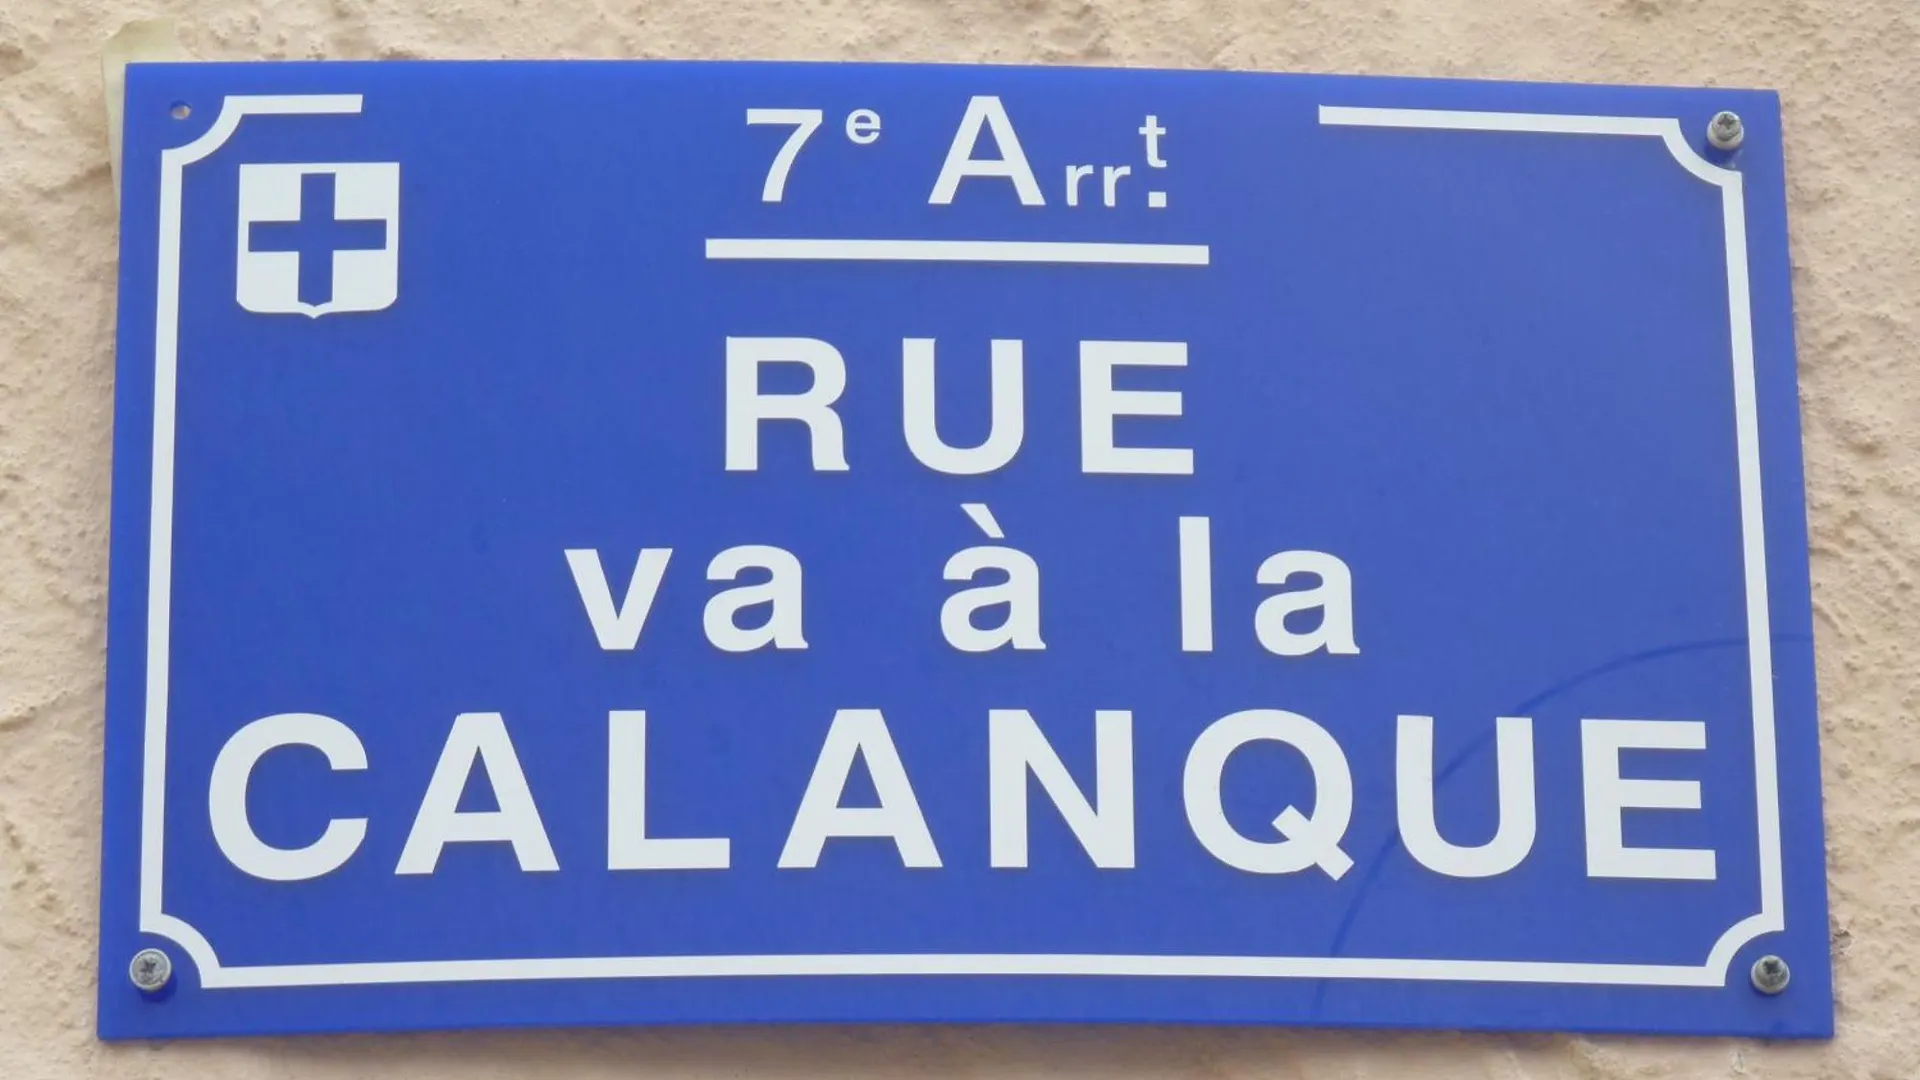 7e Arrt.
RUE
va à la
CALANQUE